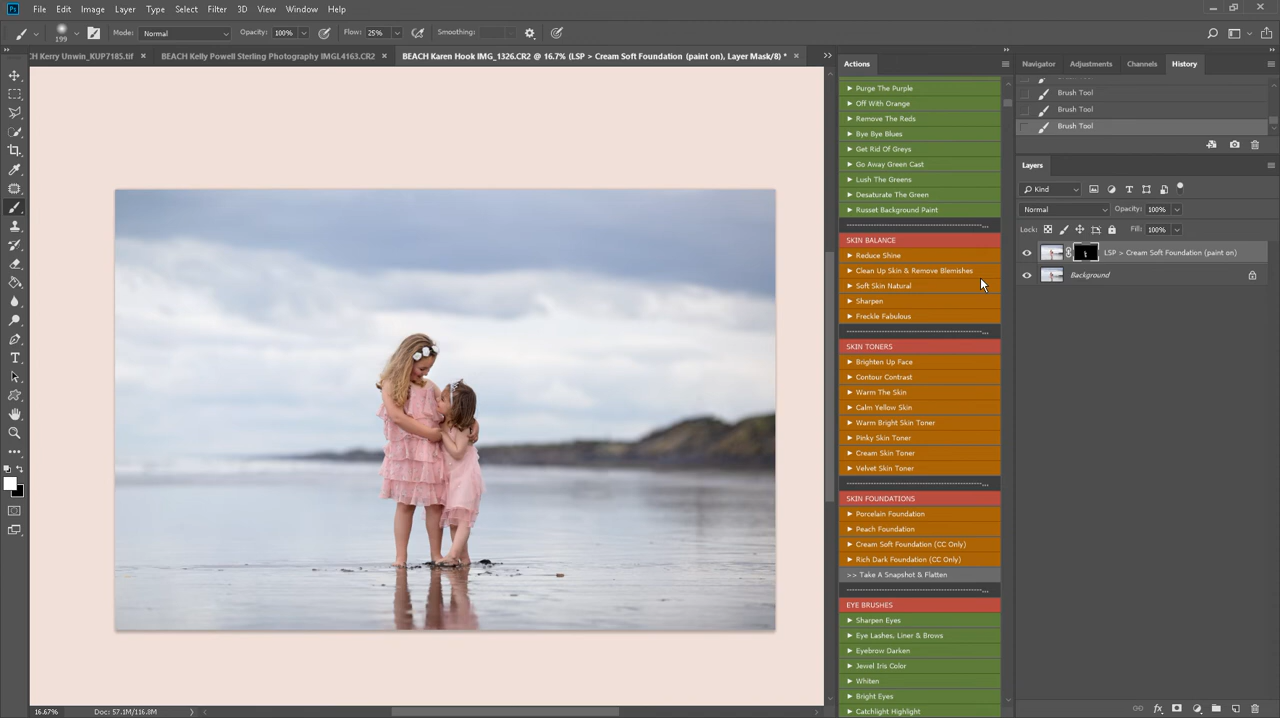 Ps File Edit Image Layer Type Select Filter 3D View Window Help
199 Mode: Normal Opacity: 100% Flow: 25% Smoothing:
CH Kerry Unwin_KUP7185.tif × BEACH Kelly Powell Sterling Photography IMGL4163.CR2 × BEACH Karen Hook IMG_1326.CR2 @ 16.7% (LSP > Cream Soft Foundation (paint on), Layer Mask/8) * ×
Actions
Purge The Purple
Off With Orange
Remove The Reds
Bye Bye Blues
Get Rid Of Greys
Go Away Green Cast
Lush The Greens
Desaturate The Green
Russet Background Paint
----------------------------------------------...
SKIN BALANCE
Reduce Shine
Clean Up Skin & Remove Blemishes
Soft Skin Natural
Sharpen
Freckle Fabulous
----------------------------------------------...
SKIN TONERS
Brighten Up Face
Contour Contrast
Warm The Skin
Calm Yellow Skin
Warm Bright Skin Toner
Pinky Skin Toner
Cream Skin Toner
Velvet Skin Toner
----------------------------------------------...
SKIN FOUNDATIONS
Porcelain Foundation
Peach Foundation
Cream Soft Foundation (CC Only)
Rich Dark Foundation (CC Only)
>> Take A Snapshot & Flatten
----------------------------------------------...
EYE BRUSHES
Sharpen Eyes
Eye Lashes, Liner & Brows
Eyebrow Darken
Jewel Iris Color
Whiten
Bright Eyes
Catchlight Highlight
Navigator Adjustments Channels History
Brush Tool
Brush Tool
Brush Tool
Layers
Kind
Normal Opacity: 100%
Lock: Fill: 100%
LSP > Cream Soft Foundation (paint on)
Background
16.67% Doc: 57.1M/116.8M